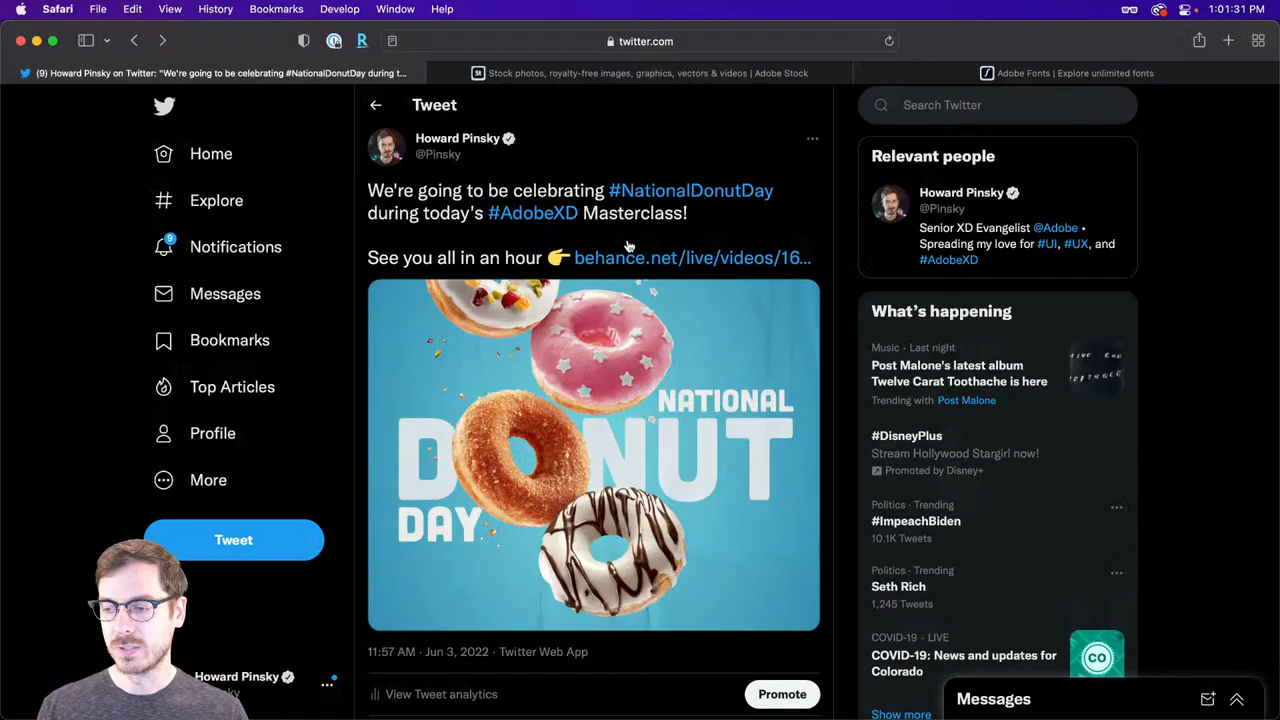 Safari File Edit View History Bookmarks Develop Window Help 1:01:31 PM
twitter.com
(9) Howard Pinsky on Twitter: "We're going to be celebrating #NationalDonutDay during t...
Stock photos, royalty-free images, graphics, vectors & videos | Adobe Stock
Adobe Fonts | Explore unlimited fonts
Home
Explore
9
Notifications
Messages
Bookmarks
Top Articles
Profile
More
Tweet
Howard Pinsky
Tweet
Howard Pinsky
@Pinsky
We're going to be celebrating #NationalDonutDay
during today's #AdobeXD Masterclass!
See you all in an hour 👉 behance.net/live/videos/16...
NATIONAL
DONUT
DAY
11:57 AM · Jun 3, 2022 · Twitter Web App
View Tweet analytics
Promote
Search Twitter
Relevant people
Howard Pinsky
@Pinsky
Senior XD Evangelist @Adobe •
Spreading my love for #UI, #UX, and
#AdobeXD
What's happening
Music · Last night
Post Malone's latest album
Twelve Carat Toothache is here
Trending with Post Malone
#DisneyPlus
Stream Hollywood Stargirl now!
Promoted by Disney+
Politics · Trending
#ImpeachBiden
10.1K Tweets
Politics · Trending
Seth Rich
1,245 Tweets
COVID-19 · LIVE
COVID-19: News and updates for
Colorado
CO
Show more
Messages